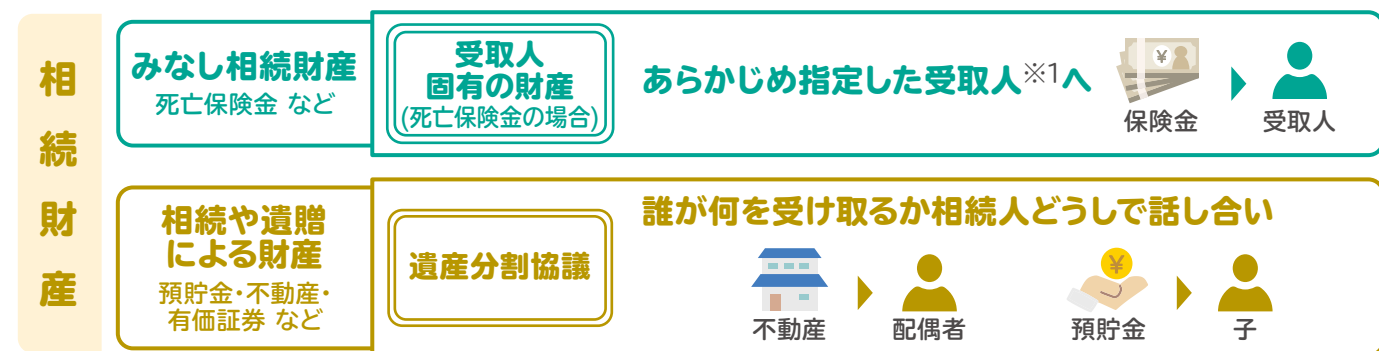 相続財産
みなし相続財産
死亡保険金 など
受取人
固有の財産
(死亡保険金の場合)
あらかじめ指定した受取人※1へ
¥
保険金
受取人
相続や遺贈
による財産
預貯金・不動産・
有価証券 など
遺産分割協議
誰が何を受け取るか相続人どうしで話し合い
¥
不動産
配偶者
預貯金
子